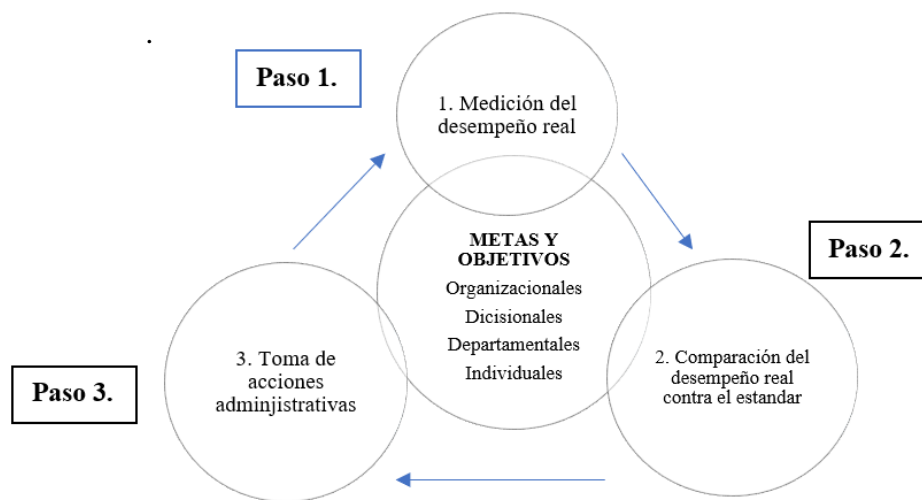 Paso 1.
1. Medición del
desempeño real
METAS Y
OBJETIVOS
Organizacionales
Dicisionales
Departamentales
Individuales
Paso 2.
2. Comparación del
desempeño real
contra el estandar
Paso 3.
3. Toma de
acciones
adminjistrativas